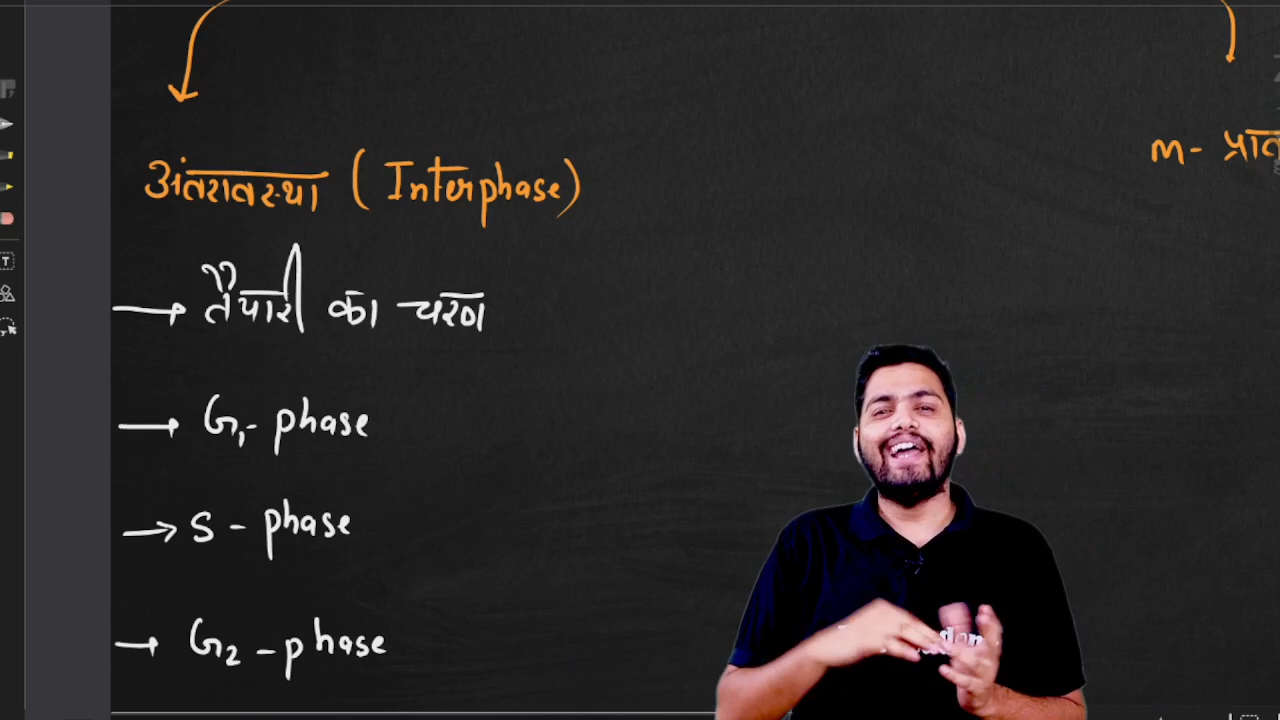 अंतरावस्था (Interphase)
m-
→ तैयारी का चरण
→ G₁- phase
→ S - phase
→ G₂ - phase
T